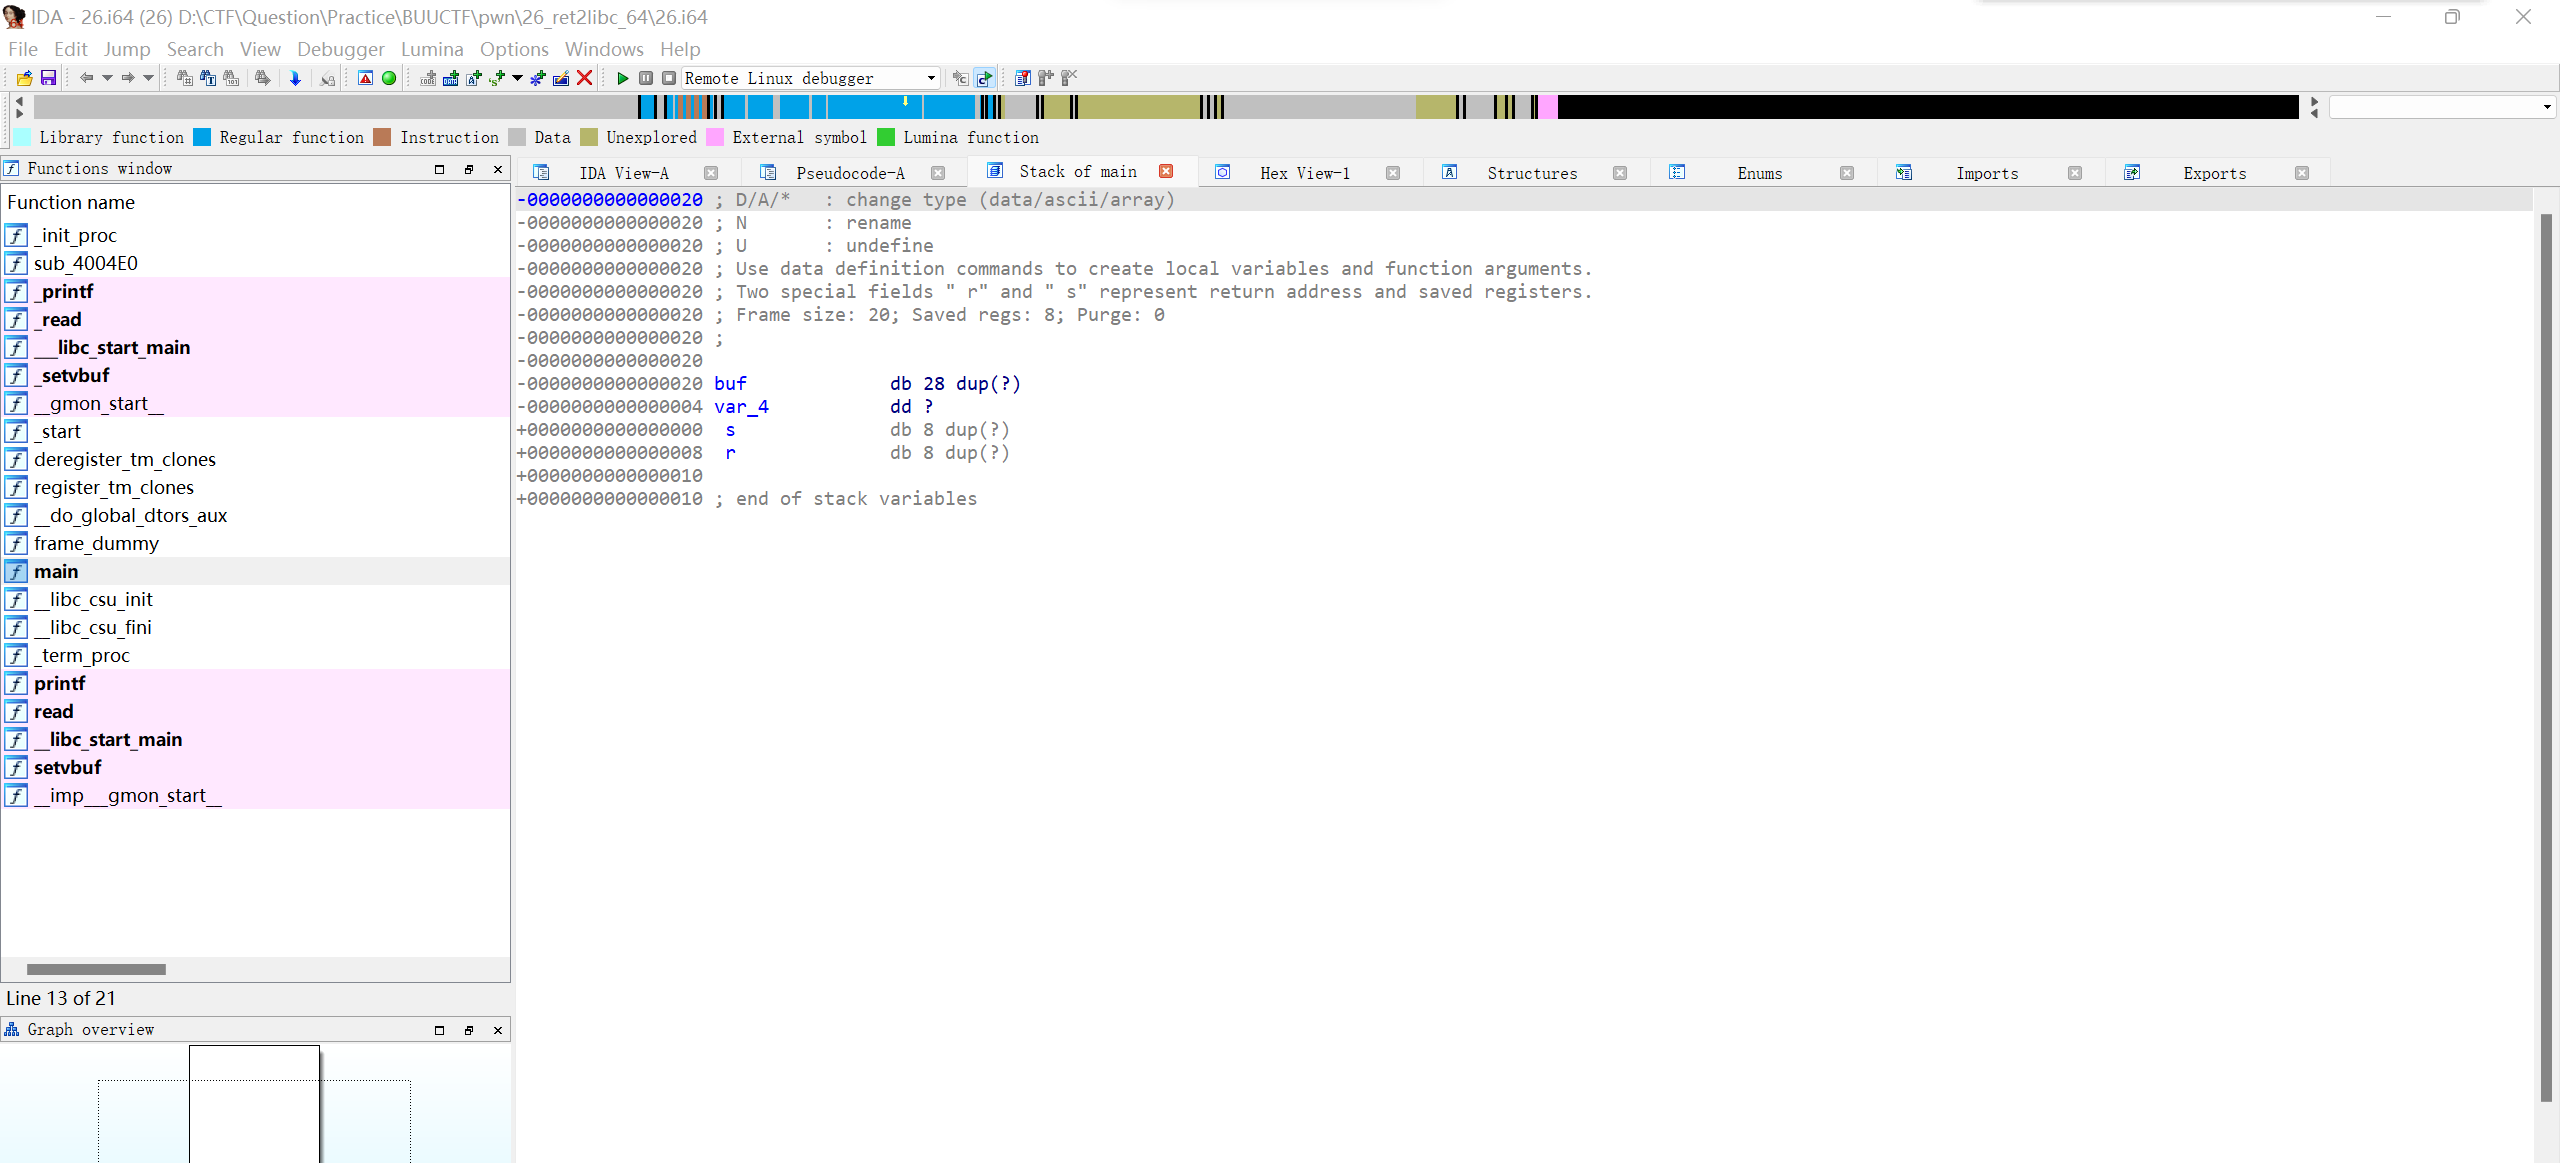 IDA - 26.i64 (26) D:\CTF\Question\Practice\BUUCTF\pwn\26_ret2libc_64\26.i64
File Edit Jump Search View Debugger Lumina Options Windows Help
Remote Linux debugger
Library function Regular function Instruction Data Unexplored External symbol Lumina function
Functions window
Function name
_init_proc
sub_4004E0
_printf
_read
__libc_start_main
_setvbuf
__gmon_start__
_start
deregister_tm_clones
register_tm_clones
__do_global_dtors_aux
frame_dummy
main
__libc_csu_init
__libc_csu_fini
_term_proc
printf
read
__libc_start_main
setvbuf
__imp___gmon_start__
Line 13 of 21
Graph overview
IDA View-A Pseudocode-A Stack of main Hex View-1 Structures Enums Imports Exports
-0000000000000020 ; D/A/* : change type (data/ascii/array)
-0000000000000020 ; N : rename
-0000000000000020 ; U : undefine
-0000000000000020 ; Use data definition commands to create local variables and function arguments.
-0000000000000020 ; Two special fields " r" and " s" represent return address and saved registers.
-0000000000000020 ; Frame size: 20; Saved regs: 8; Purge: 0
-0000000000000020 ;
-0000000000000020
-0000000000000020 buf db 28 dup(?)
-0000000000000004 var_4 dd ?
+0000000000000000 s db 8 dup(?)
+0000000000000008 r db 8 dup(?)
+0000000000000010
+0000000000000010 ; end of stack variables